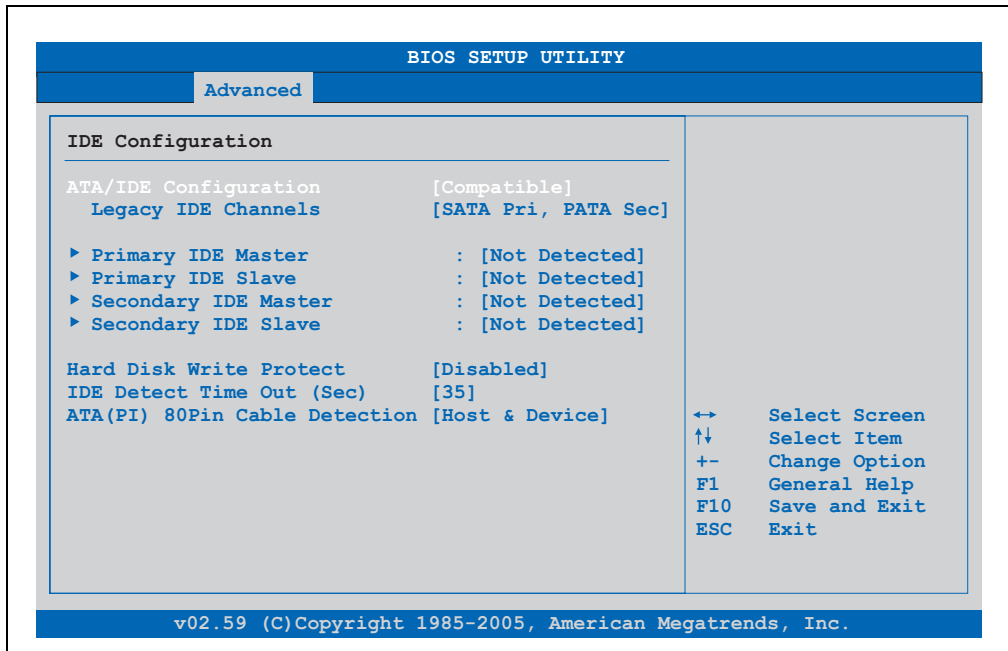 BIOS SETUP UTILITY
Advanced
IDE Configuration
ATA/IDE Configuration [Compatible]
Legacy IDE Channels [SATA Pri, PATA Sec]
Primary IDE Master : [Not Detected]
Primary IDE Slave : [Not Detected]
Secondary IDE Master : [Not Detected]
Secondary IDE Slave : [Not Detected]
Hard Disk Write Protect [Disabled]
IDE Detect Time Out (Sec) [35]
ATA(PI) 80Pin Cable Detection [Host & Device]
↔ Select Screen
↑↓ Select Item
+- Change Option
F1 General Help
F10 Save and Exit
ESC Exit
v02.59 (C)Copyright 1985-2005, American Megatrends, Inc.